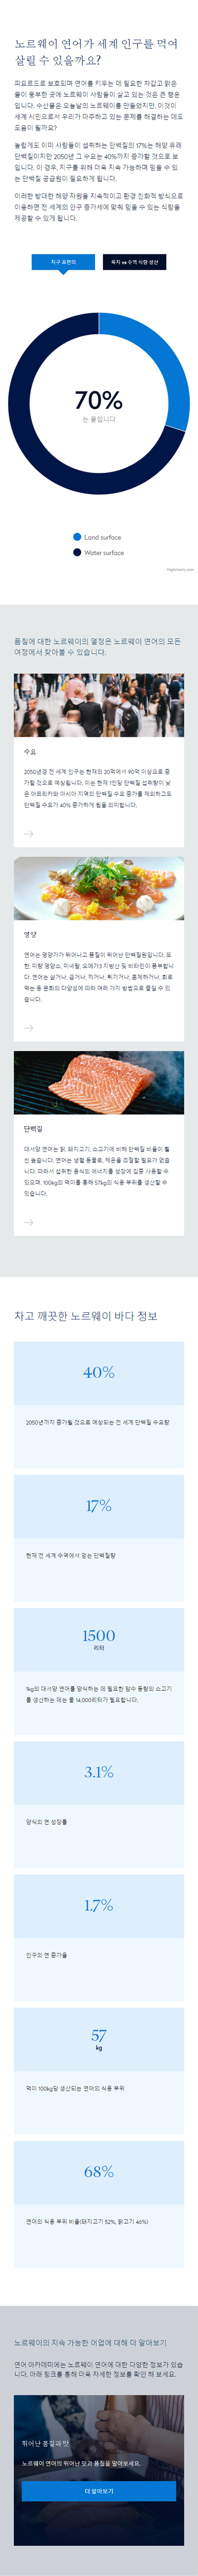 노르웨이 연어가 세계 인구를 먹여
살릴 수 있을까요?
피요르드로 보호되며 연어를 키우는 데 필요한 차갑고 맑은
물이 풍부한 곳에 노르웨이 사람들이 살고 있는 것은 큰 행운
입니다. 수산물은 오늘날의 노르웨이를 만들었지만, 이것이
세계 시민으로서 우리가 마주하고 있는 문제를 해결하는 데도
도움이 될까요?
놀랍게도 이미 사람들이 섭취하는 단백질의 17%는 해양 유래
단백질이지만 2050년 그 수요는 40%까지 증가할 것으로 보
입니다. 이 경우, 지구를 위해 더욱 지속 가능하며 믿을 수 있
는 단백질 공급원이 필요하게 됩니다.
이러한 방대한 해양 자원을 지속적이고 환경 친화적 방식으로
이용하면 전 세계의 인구 증가세에 맞춰 믿을 수 있는 식량을
제공할 수 있게 됩니다.
지구 표면의
육지 vs 수역 식량 생산
70%
는 물입니다
Land surface
Water surface
Highcharts.com
품질에 대한 노르웨이의 열정은 노르웨이 연어의 모든
여정에서 찾아볼 수 있습니다.
수요
2050년경 전 세계 인구는 현재의 20억에서 90억 이상으로 증
가할 것으로 예상됩니다. 이는 현재 1인당 단백질 섭취량이 낮
은 아프리카와 아시아 지역의 단백질 수요 증가를 제외하고도
단백질 수요가 40% 증가하게 됨을 의미합니다.
영양
연어는 영양가가 뛰어나고 품질이 뛰어난 단백질원입니다. 또
한, 미량 영양소, 미네랄, 오메가3 지방산 및 비타민이 풍부합니
다. 연어는 삶거나, 굽거나, 찌거나, 튀기거나, 훈제하거나, 회로
먹는 등 문화의 다양성에 따라 여러 가지 방법으로 즐길 수 있
습니다.
단백질
대서양 연어는 닭, 돼지고기, 소고기에 비해 단백질 비율이 훨
씬 높습니다. 연어는 냉혈 동물로, 체온을 조절할 필요가 없습
니다. 따라서 섭취한 음식의 에너지를 성장에 집중 사용할 수
있으며, 100kg의 먹이를 통해 57kg의 식용 부위를 생산할 수
있습니다.
차고 깨끗한 노르웨이 바다 정보
40%
2050년까지 증가될 것으로 예상되는 전 세계 단백질 수요량
17%
현재 전 세계 수역에서 얻는 단백질량
1500
리터
1kg의 대서양 연어를 양식하는 데 필요한 담수 동량의 소고기
를 생산하는 데는 물 14,000리터가 필요합니다.
3.1%
양식의 연 성장률
1.7%
인구의 연 증가율
57
kg
먹이 100kg당 생산되는 연어의 식용 부위
68%
연어의 식용 부위 비율(돼지고기 52%, 닭고기 46%)
노르웨이의 지속 가능한 어업에 대해 더 알아보기
연어 아카데미에는 노르웨이 연어에 대한 다양한 정보가 있습
니다. 아래 링크를 통해 더욱 자세한 정보를 확인 해 보세요.
뛰어난 품질과 맛
노르웨이 연어의 뛰어난 맛과 품질을 알아보세요.
더 알아보기